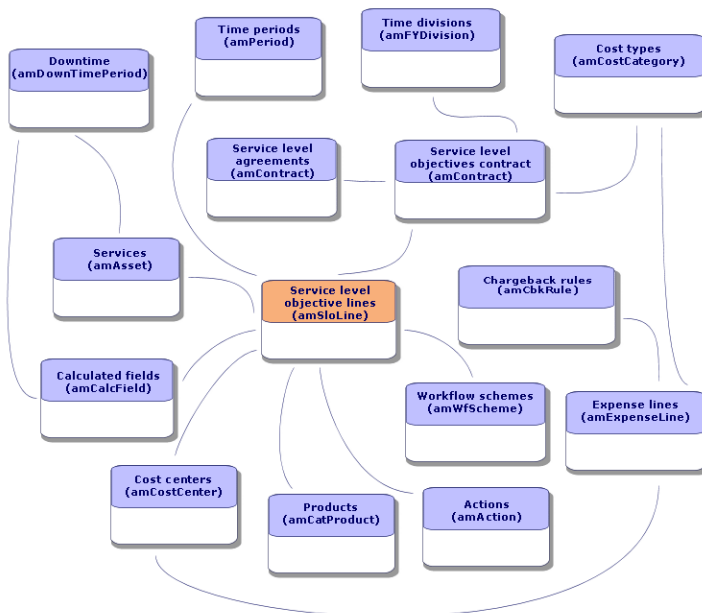 Time periods
(amPeriod)
Time divisions
(amFYDivision)
Downtime
(amDownTimePeriod)
Cost types
(amCostCategory)
Service level
agreements
(amContract)
Service level
objectives contract
(amContract)
Services
(amAsset)
Service level
objective lines
(amSloLine)
Chargeback rules
(amCbkRule)
Calculated fields
(amCalcField)
Workflow schemes
(amWfScheme)
Expense lines
(amExpenseLine)
Cost centers
(amCostCenter)
Products
(amCatProduct)
Actions
(amAction)